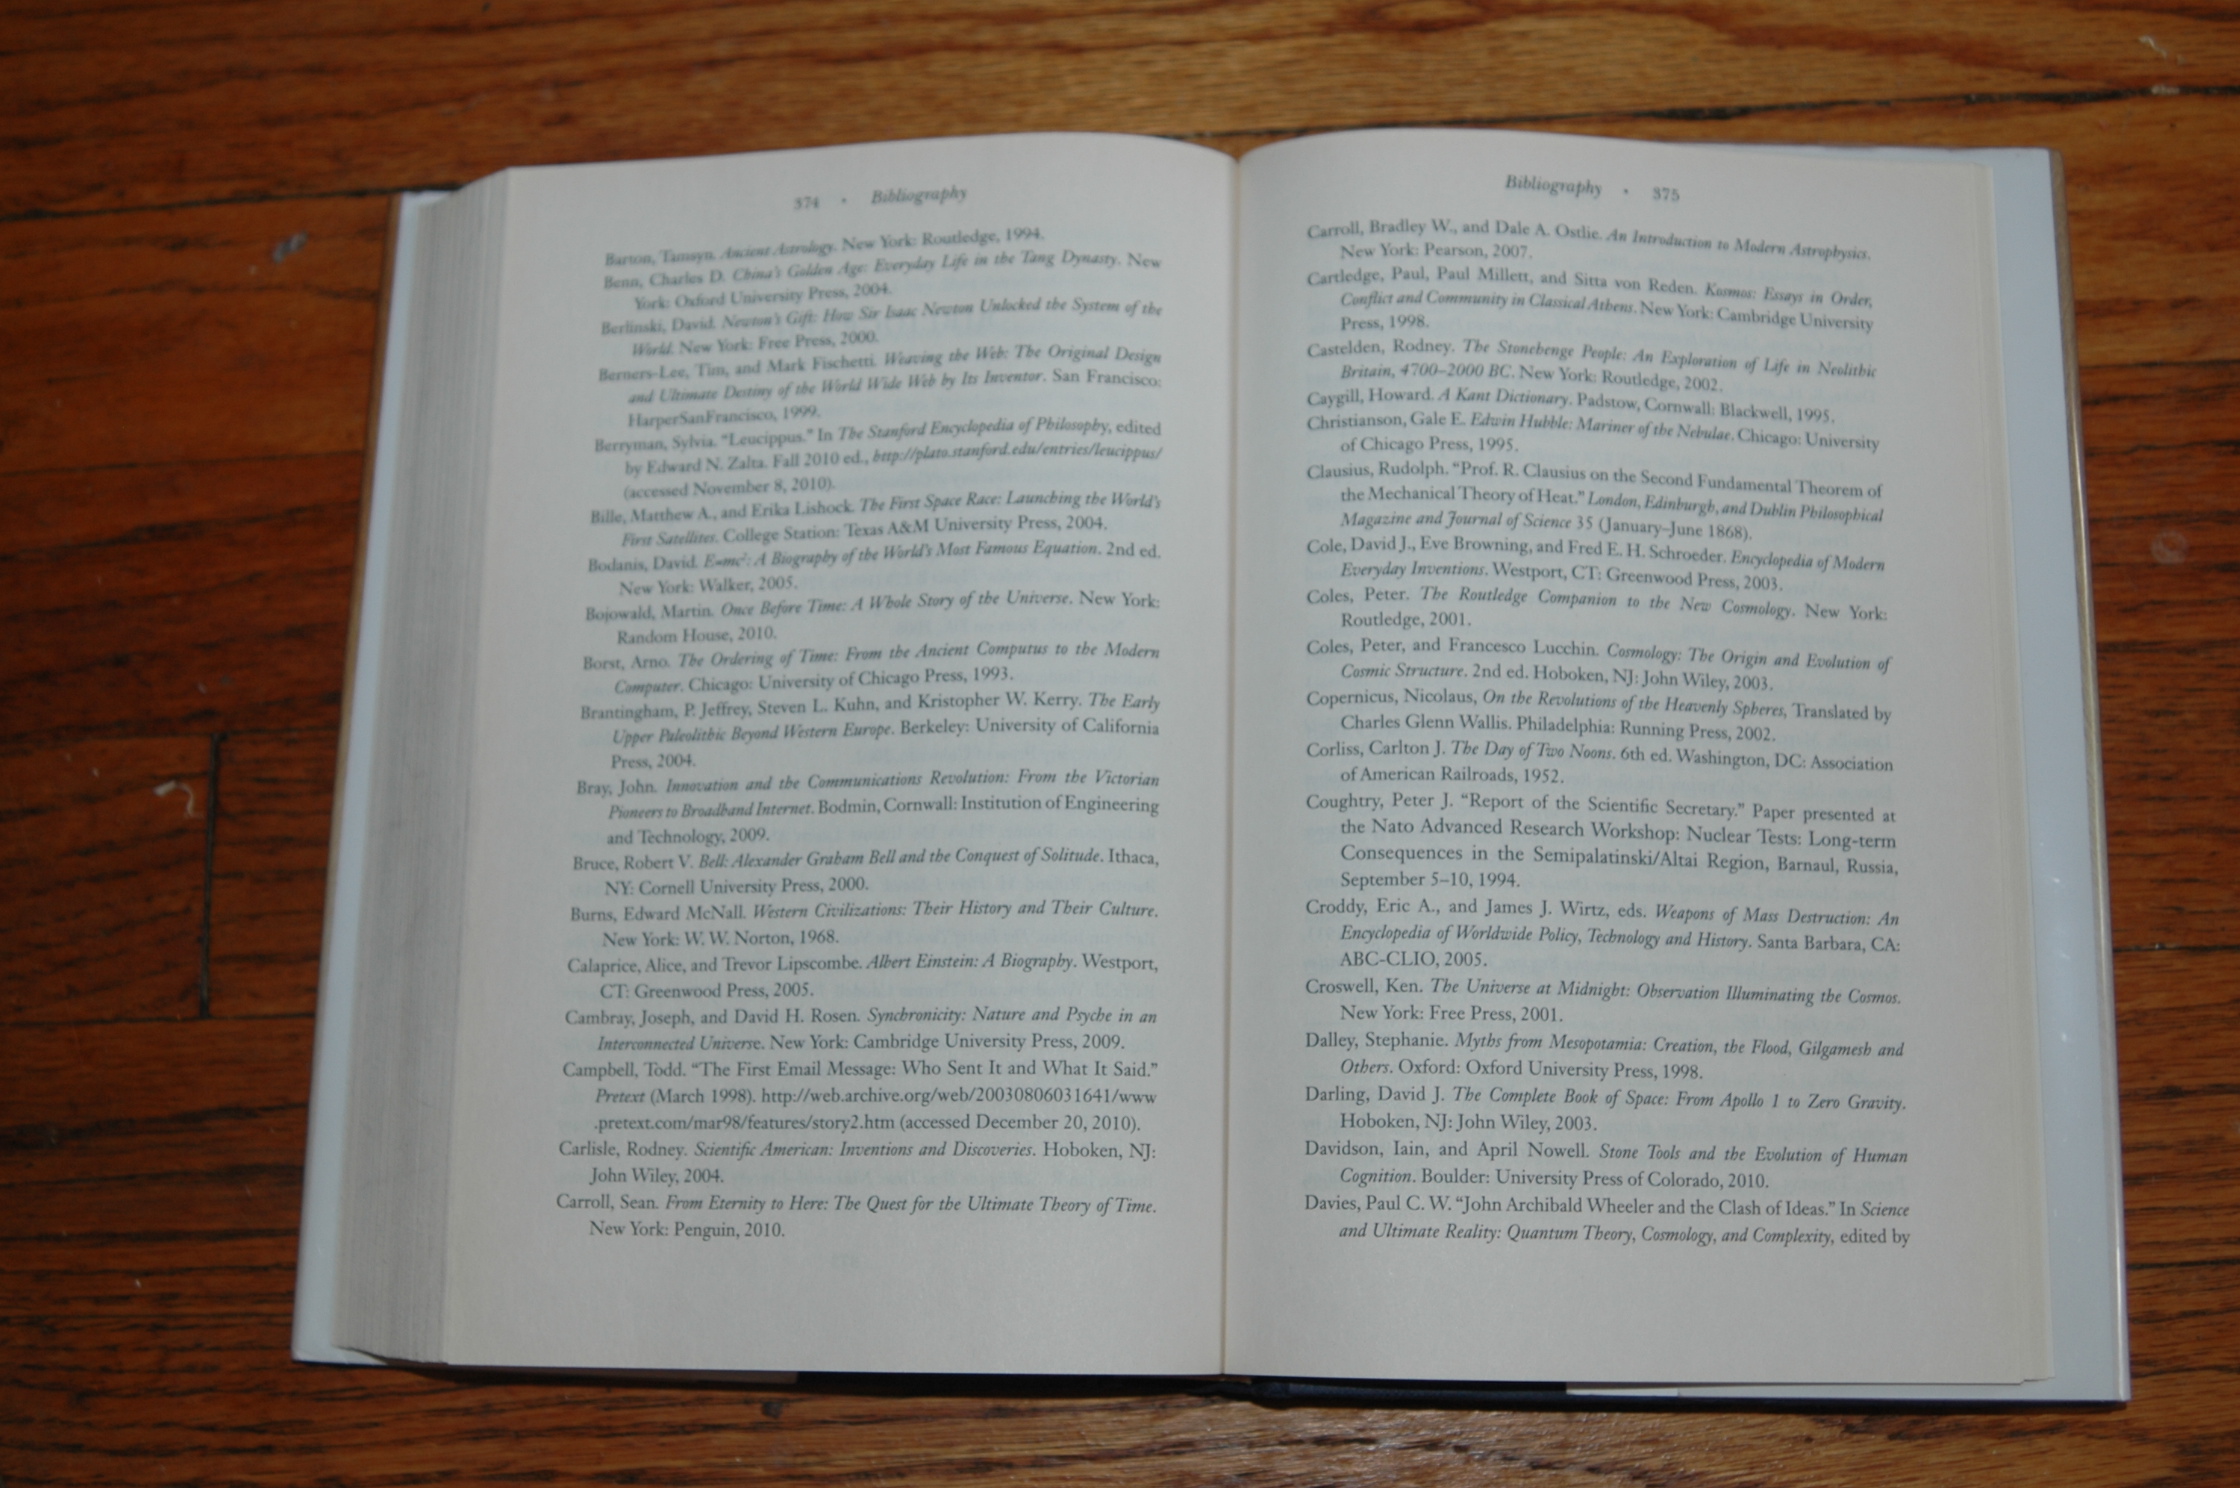 374 • Bibliography
Barton, Tamsyn. Ancient Astrology. New York: Routledge, 1994.
Benn, Charles D. China's Golden Age: Everyday Life in the Tang Dynasty. New
York: Oxford University Press, 2004.
Berlinski, David. Newton's Gift: How Sir Isaac Newton Unlocked the System of the
World. New York: Free Press, 2000.
Berners-Lee, Tim, and Mark Fischetti. Weaving the Web: The Original Design
and Ultimate Destiny of the World Wide Web by Its Inventor. San Francisco:
HarperSanFrancisco, 1999.
Berryman, Sylvia. "Leucippus." In The Stanford Encyclopedia of Philosophy, edited
by Edward N. Zalta. Fall 2010 ed., http://plato.stanford.edu/entries/leucippus/
(accessed November 8, 2010).
Bille, Matthew A., and Erika Lishock. The First Space Race: Launching the World's
First Satellites. College Station: Texas A&M University Press, 2004.
Bodanis, David. E=mc²: A Biography of the World's Most Famous Equation. 2nd ed.
New York: Walker, 2005.
Bojowald, Martin. Once Before Time: A Whole Story of the Universe. New York:
Random House, 2010.
Borst, Arno. The Ordering of Time: From the Ancient Computus to the Modern
Computer. Chicago: University of Chicago Press, 1993.
Brantingham, P. Jeffrey, Steven L. Kuhn, and Kristopher W. Kerry. The Early
Upper Paleolithic Beyond Western Europe. Berkeley: University of California
Press, 2004.
Bray, John. Innovation and the Communications Revolution: From the Victorian
Pioneers to Broadband Internet. Bodmin, Cornwall: Institution of Engineering
and Technology, 2009.
Bruce, Robert V. Bell: Alexander Graham Bell and the Conquest of Solitude. Ithaca,
NY: Cornell University Press, 2000.
Burns, Edward McNall. Western Civilizations: Their History and Their Culture.
New York: W. W. Norton, 1968.
Calaprice, Alice, and Trevor Lipscombe. Albert Einstein: A Biography. Westport,
CT: Greenwood Press, 2005.
Cambray, Joseph, and David H. Rosen. Synchronicity: Nature and Psyche in an
Interconnected Universe. New York: Cambridge University Press, 2009.
Campbell, Todd. "The First Email Message: Who Sent It and What It Said."
Pretext (March 1998). http://web.archive.org/web/20030806031641/www
.pretext.com/mar98/features/story2.htm (accessed December 20, 2010).
Carlisle, Rodney. Scientific American: Inventions and Discoveries. Hoboken, NJ:
John Wiley, 2004.
Carroll, Sean. From Eternity to Here: The Quest for the Ultimate Theory of Time.
New York: Penguin, 2010.
Bibliography • 375
Carroll, Bradley W., and Dale A. Ostlie. An Introduction to Modern Astrophysics.
New York: Pearson, 2007.
Cartledge, Paul, Paul Millett, and Sitta von Reden. Kosmos: Essays in Order,
Conflict and Community in Classical Athens. New York: Cambridge University
Press, 1998.
Castelden, Rodney. The Stonehenge People: An Exploration of Life in Neolithic
Britain, 4700–2000 BC. New York: Routledge, 2002.
Caygill, Howard. A Kant Dictionary. Padstow, Cornwall: Blackwell, 1995.
Christianson, Gale E. Edwin Hubble: Mariner of the Nebulae. Chicago: University
of Chicago Press, 1995.
Clausius, Rudolph. "Prof. R. Clausius on the Second Fundamental Theorem of
the Mechanical Theory of Heat." London, Edinburgh, and Dublin Philosophical
Magazine and Journal of Science 35 (January–June 1868).
Cole, David J., Eve Browning, and Fred E. H. Schroeder. Encyclopedia of Modern
Everyday Inventions. Westport, CT: Greenwood Press, 2003.
Coles, Peter. The Routledge Companion to the New Cosmology. New York:
Routledge, 2001.
Coles, Peter, and Francesco Lucchin. Cosmology: The Origin and Evolution of
Cosmic Structure. 2nd ed. Hoboken, NJ: John Wiley, 2003.
Copernicus, Nicolaus, On the Revolutions of the Heavenly Spheres, Translated by
Charles Glenn Wallis. Philadelphia: Running Press, 2002.
Corliss, Carlton J. The Day of Two Noons. 6th ed. Washington, DC: Association
of American Railroads, 1952.
Coughtry, Peter J. "Report of the Scientific Secretary." Paper presented at
the Nato Advanced Research Workshop: Nuclear Tests: Long-term
Consequences in the Semipalatinski/Altai Region, Barnaul, Russia,
September 5–10, 1994.
Croddy, Eric A., and James J. Wirtz, eds. Weapons of Mass Destruction: An
Encyclopedia of Worldwide Policy, Technology and History. Santa Barbara, CA:
ABC-CLIO, 2005.
Croswell, Ken. The Universe at Midnight: Observation Illuminating the Cosmos.
New York: Free Press, 2001.
Dalley, Stephanie. Myths from Mesopotamia: Creation, the Flood, Gilgamesh and
Others. Oxford: Oxford University Press, 1998.
Darling, David J. The Complete Book of Space: From Apollo 1 to Zero Gravity.
Hoboken, NJ: John Wiley, 2003.
Davidson, Iain, and April Nowell. Stone Tools and the Evolution of Human
Cognition. Boulder: University Press of Colorado, 2010.
Davies, Paul C. W. "John Archibald Wheeler and the Clash of Ideas." In Science
and Ultimate Reality: Quantum Theory, Cosmology, and Complexity, edited by